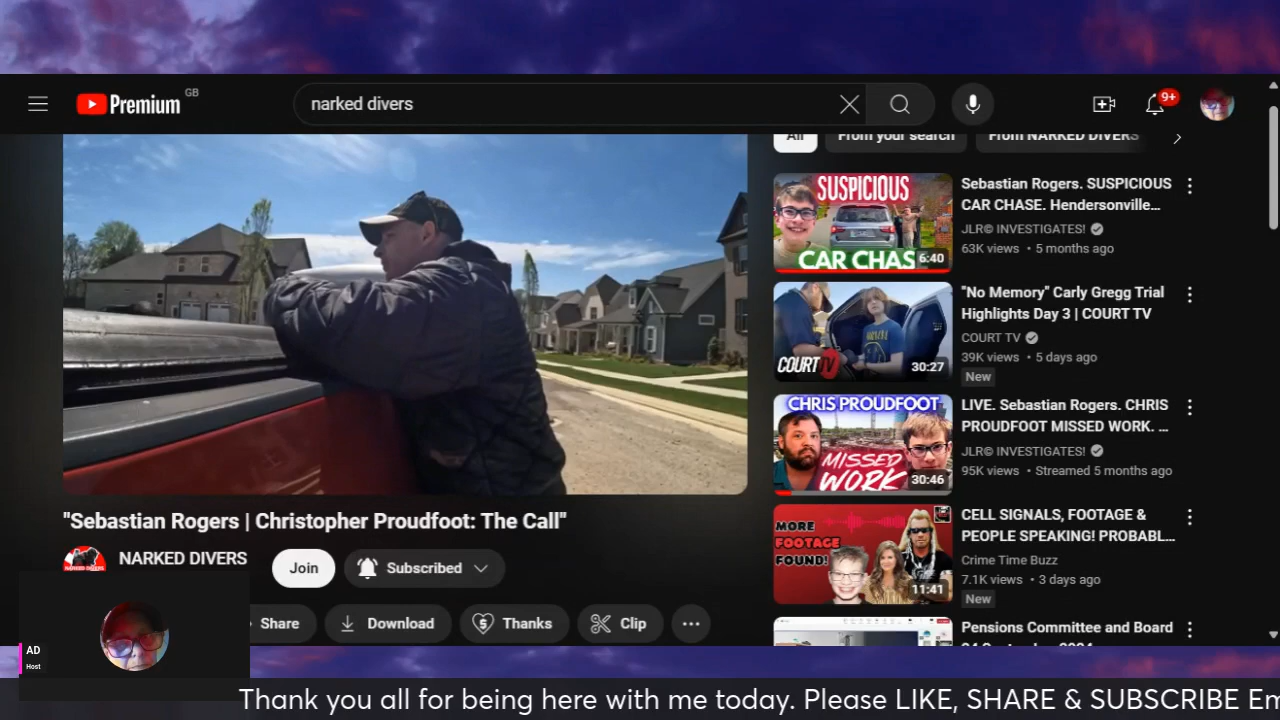 Premium
GB
narked divers
9+
All
From your search
From NARKED DIVERS
SUSPICIOUS
CAR CHAS
6:40
Sebastian Rogers. SUSPICIOUS
CAR CHASE. Hendersonville...
JLR© INVESTIGATES!
63K views • 5 months ago
COURT TV
30:27
"No Memory" Carly Gregg Trial
Highlights Day 3 | COURT TV
COURT TV
39K views • 5 days ago
New
CHRIS PROUDFOOT
MISSED
WORK
30:46
LIVE. Sebastian Rogers. CHRIS
PROUDFOOT MISSED WORK. ...
JLR© INVESTIGATES!
95K views • Streamed 5 months ago
MORE
FOOTAGE
FOUND!
11:41
CELL SIGNALS, FOOTAGE &
PEOPLE SPEAKING! PROBABL...
Crime Time Buzz
7.1K views • 3 days ago
New
Pensions Committee and Board
"Sebastian Rogers | Christopher Proudfoot: The Call"
NARKED DIVERS
Join
Subscribed
Share
Download
Thanks
Clip
AD
Host
Thank you all for being here with me today. Please LIKE, SHARE & SUBSCRIBE